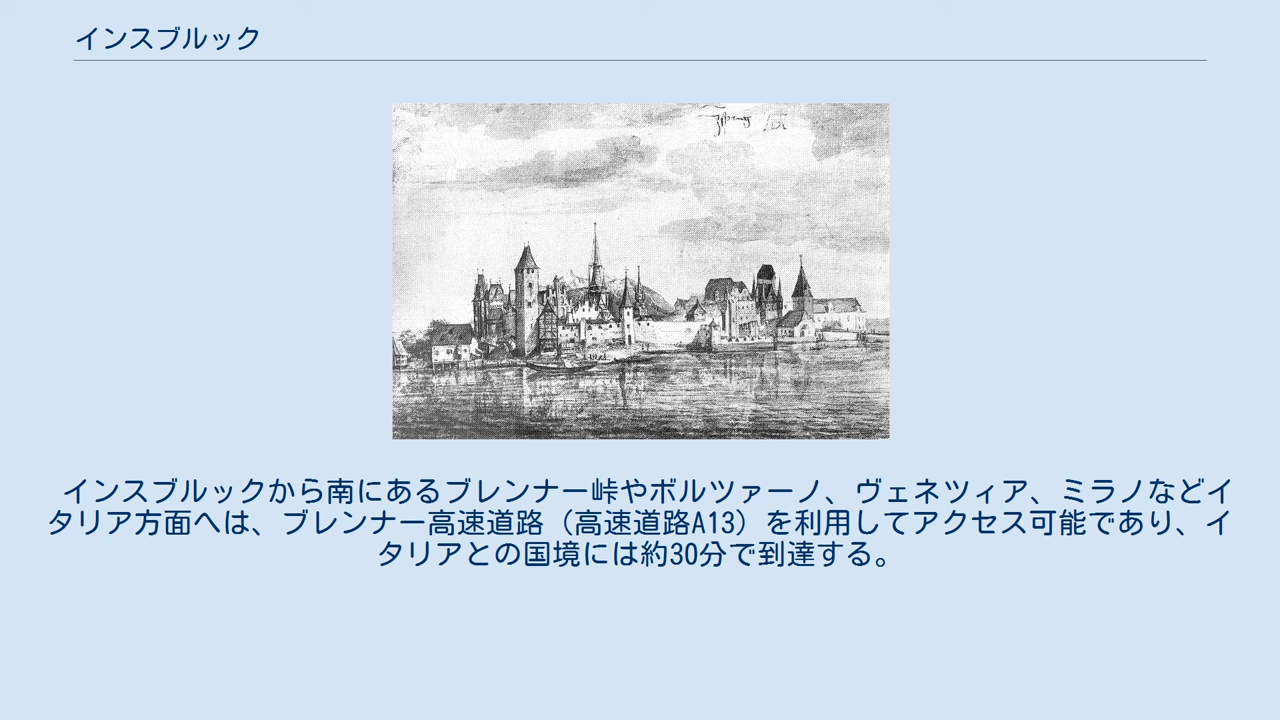 インスブルック
インスブルックから南にあるブレンナー峠やボルツァーノ、ヴェネツィア、ミラノなどイ
タリア方面へは、ブレンナー高速道路（高速道路A13）を利用してアクセス可能であり、イ
タリアとの国境には約30分で到達する。